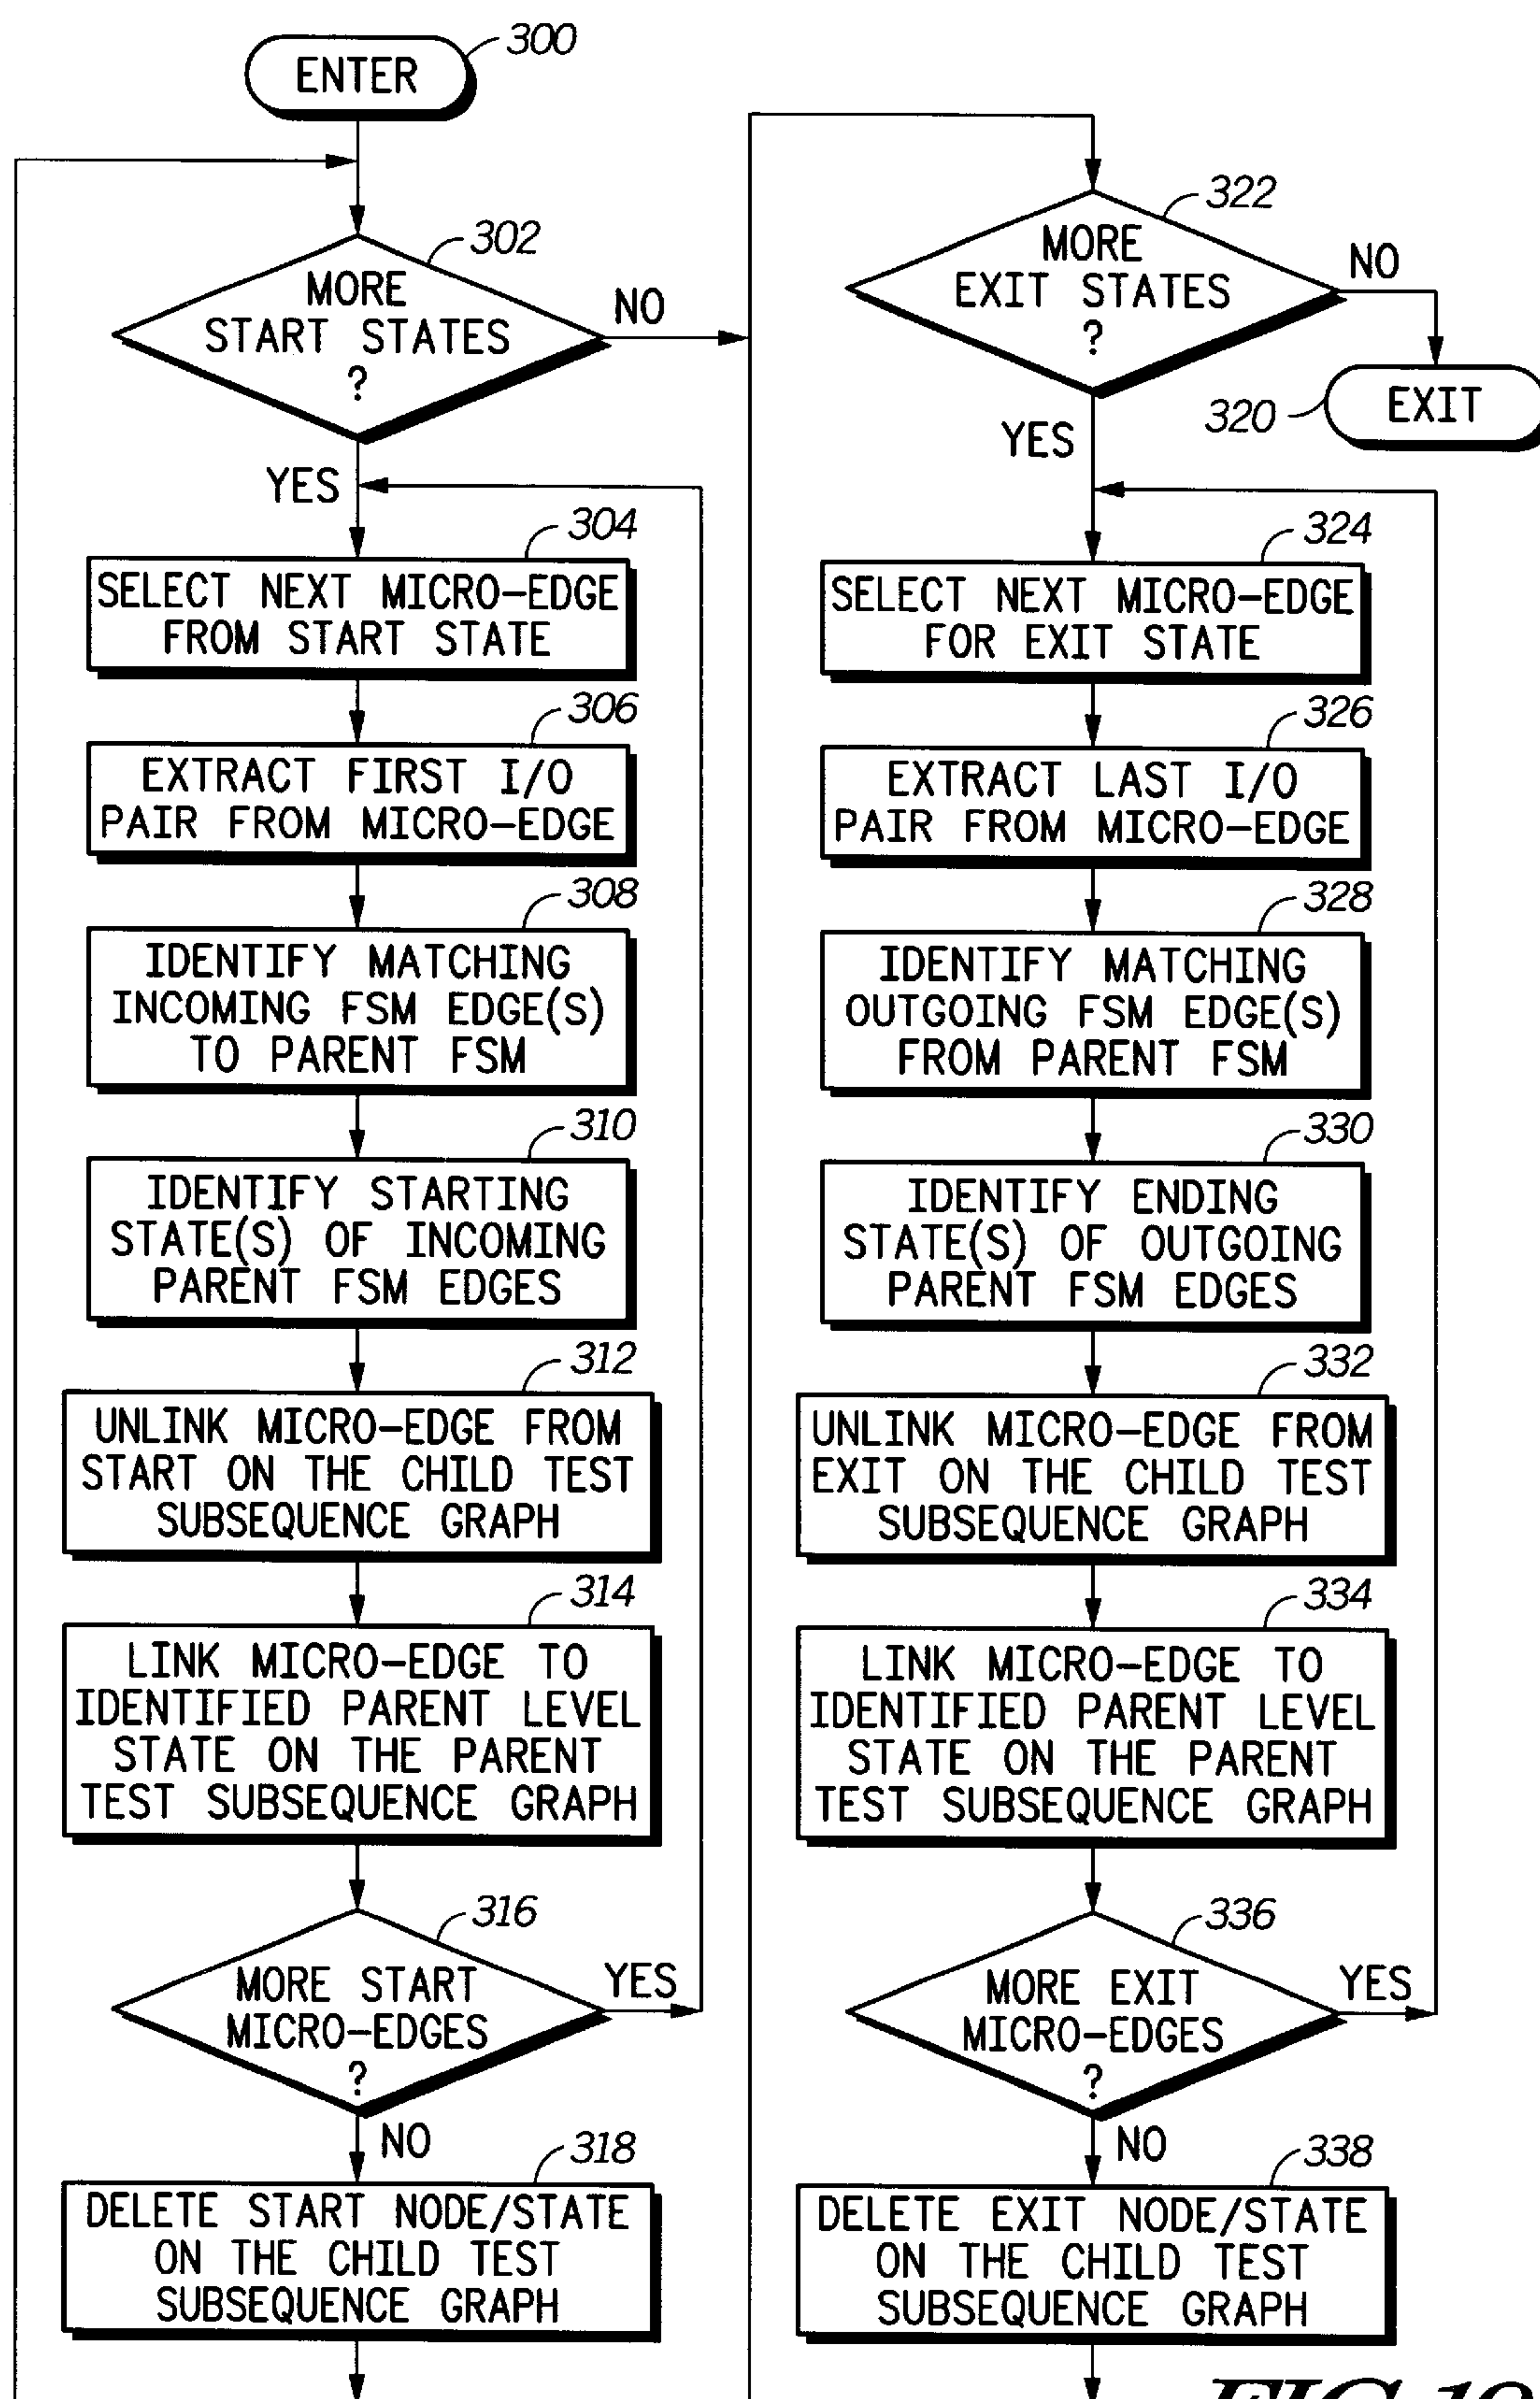 ENTER
300
302
MORE
START STATES
?
NO
YES
304
SELECT NEXT MICRO-EDGE
FROM START STATE
306
EXTRACT FIRST I/O
PAIR FROM MICRO-EDGE
308
IDENTIFY MATCHING
INCOMING FSM EDGE(S)
TO PARENT FSM
310
IDENTIFY STARTING
STATE(S) OF INCOMING
PARENT FSM EDGES
312
UNLINK MICRO-EDGE FROM
START ON THE CHILD TEST
SUBSEQUENCE GRAPH
314
LINK MICRO-EDGE TO
IDENTIFIED PARENT LEVEL
STATE ON THE PARENT
TEST SUBSEQUENCE GRAPH
316
MORE START
MICRO-EDGES
?
YES
NO
318
DELETE START NODE/STATE
ON THE CHILD TEST
SUBSEQUENCE GRAPH
322
MORE
EXIT STATES
?
NO
320
EXIT
YES
324
SELECT NEXT MICRO-EDGE
FOR EXIT STATE
326
EXTRACT LAST I/O
PAIR FROM MICRO-EDGE
328
IDENTIFY MATCHING
OUTGOING FSM EDGE(S)
FROM PARENT FSM
330
IDENTIFY ENDING
STATE(S) OF OUTGOING
PARENT FSM EDGES
332
UNLINK MICRO-EDGE FROM
EXIT ON THE CHILD TEST
SUBSEQUENCE GRAPH
334
LINK MICRO-EDGE TO
IDENTIFIED PARENT LEVEL
STATE ON THE PARENT
TEST SUBSEQUENCE GRAPH
336
MORE EXIT
MICRO-EDGES
?
YES
NO
338
DELETE EXIT NODE/STATE
ON THE CHILD TEST
SUBSEQUENCE GRAPH